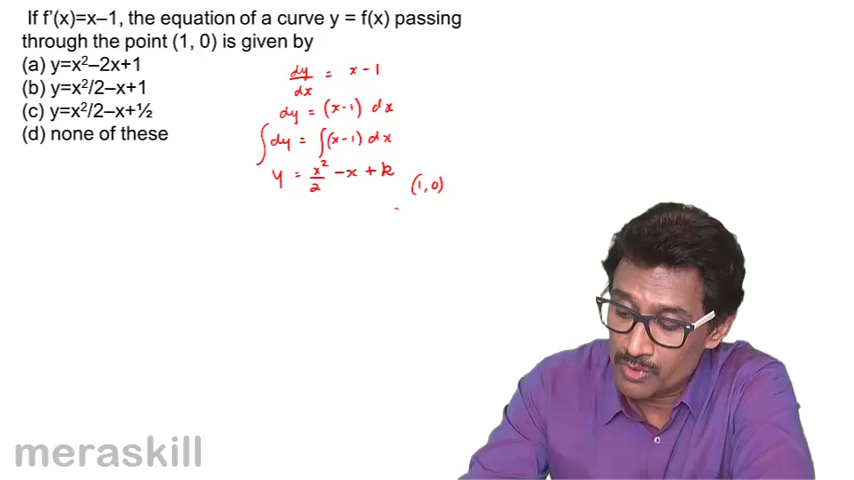 If f'(x)=x–1, the equation of a curve y = f(x) passing
through the point (1, 0) is given by
(a) y=x²–2x+1
(b) y=x²/2–x+1
(c) y=x²/2–x+½
(d) none of these
dy/dx = x - 1
dy = (x-1) dx
∫dy = ∫(x-1) dx
y = x²/2 - x + k
(1, 0)
meraskill